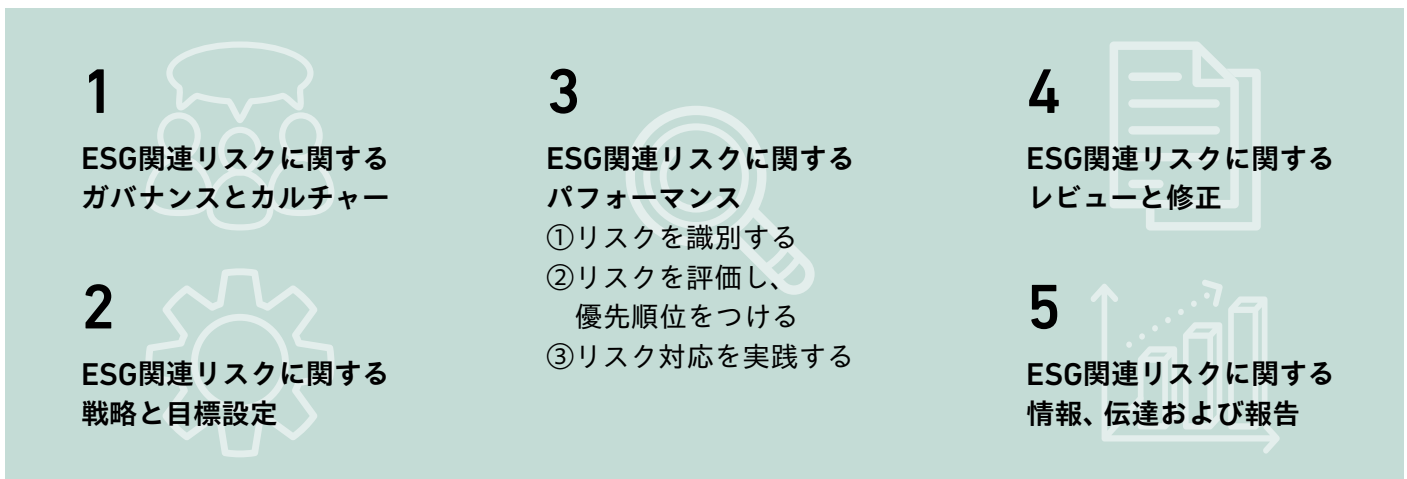 1
ESG関連リスクに関する
ガバナンスとカルチャー
2
ESG関連リスクに関する
戦略と目標設定
3
ESG関連リスクに関する
パフォーマンス
①リスクを識別する
②リスクを評価し、
優先順位をつける
③リスク対応を実践する
4
ESG関連リスクに関する
レビューと修正
5
ESG関連リスクに関する
情報、伝達および報告